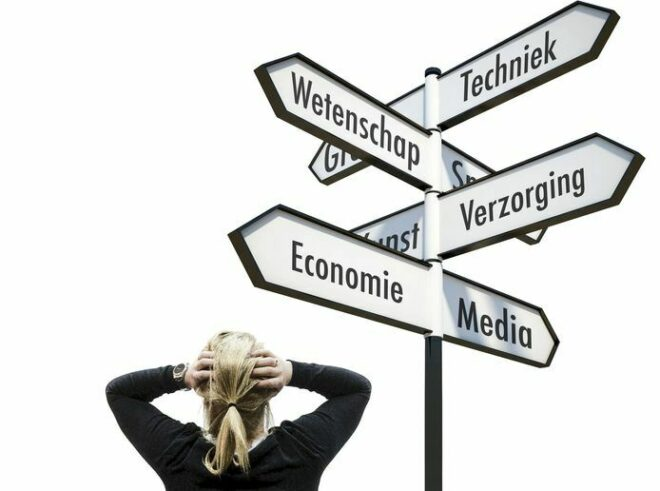 Techniek
Wetenschap
Verzorging
Economie
Media